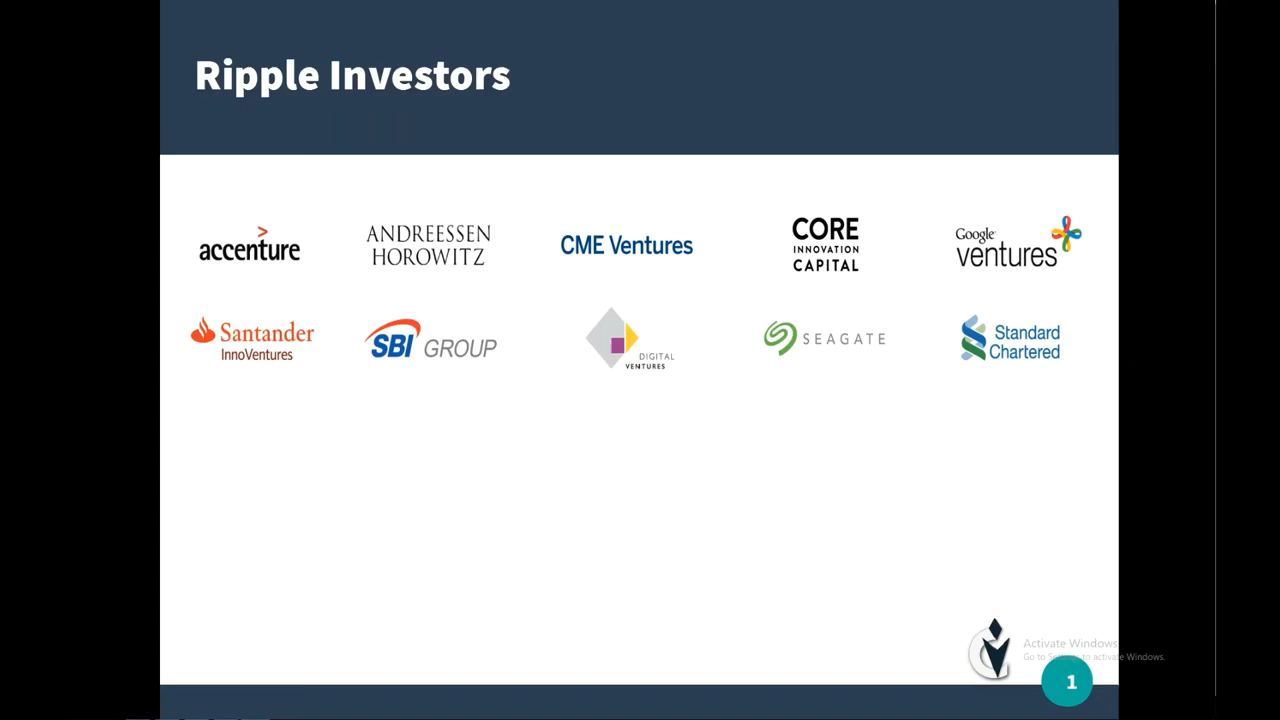 Ripple Investors
accenture
ANDREESSEN
HOROWITZ
CME Ventures
CORE
INNOVATION
CAPITAL
Google
ventures
Santander
InnoVentures
SBI GROUP
DIGITAL
VENTURES
SEAGATE
Standard
Chartered
Activate Windows
Go to Settings to activate Windows.
1